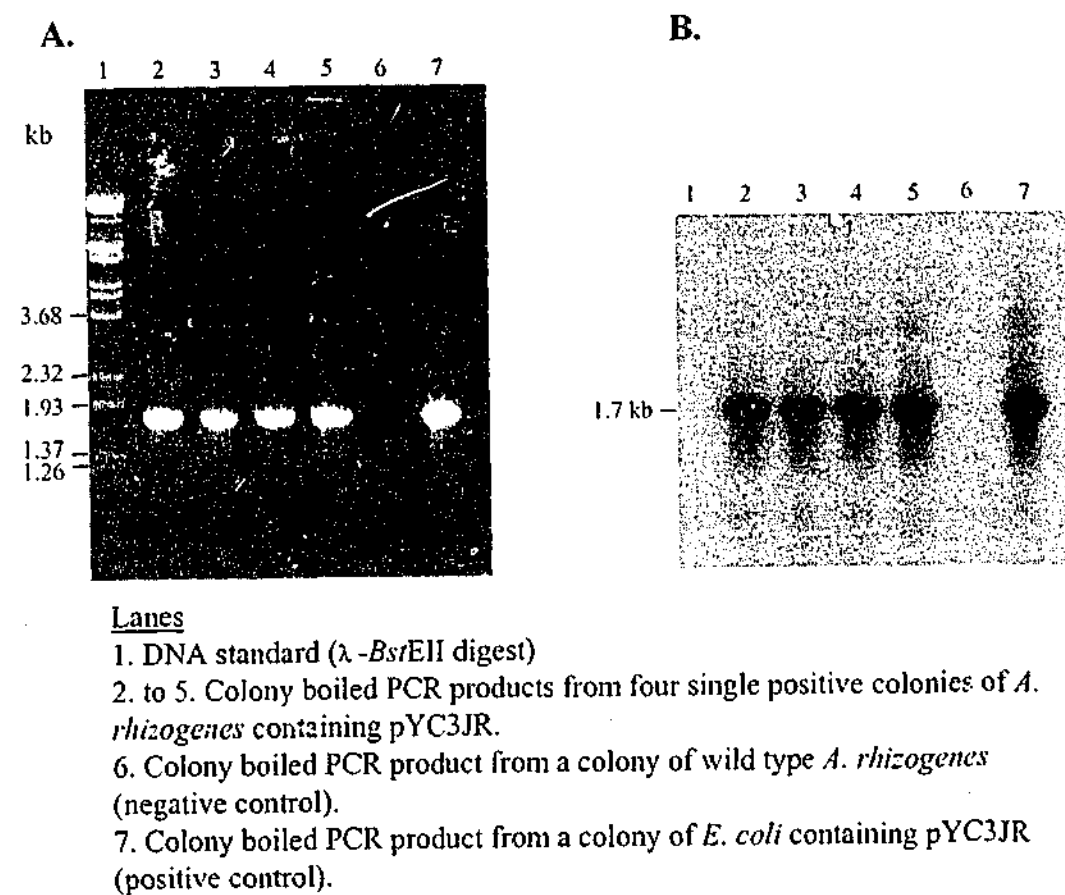 A.
1 2 3 4 5 6 7
kb
3.68
2.32
1.93
1.37
1.26
B.
1 2 3 4 5 6 7
1.7 kb
Lanes
1. DNA standard (λ -BstEII digest)
2. to 5. Colony boiled PCR products from four single positive colonies of A.
rhizogenes containing pYC3JR.
6. Colony boiled PCR product from a colony of wild type A. rhizogenes
(negative control).
7. Colony boiled PCR product from a colony of E. coli containing pYC3JR
(positive control).